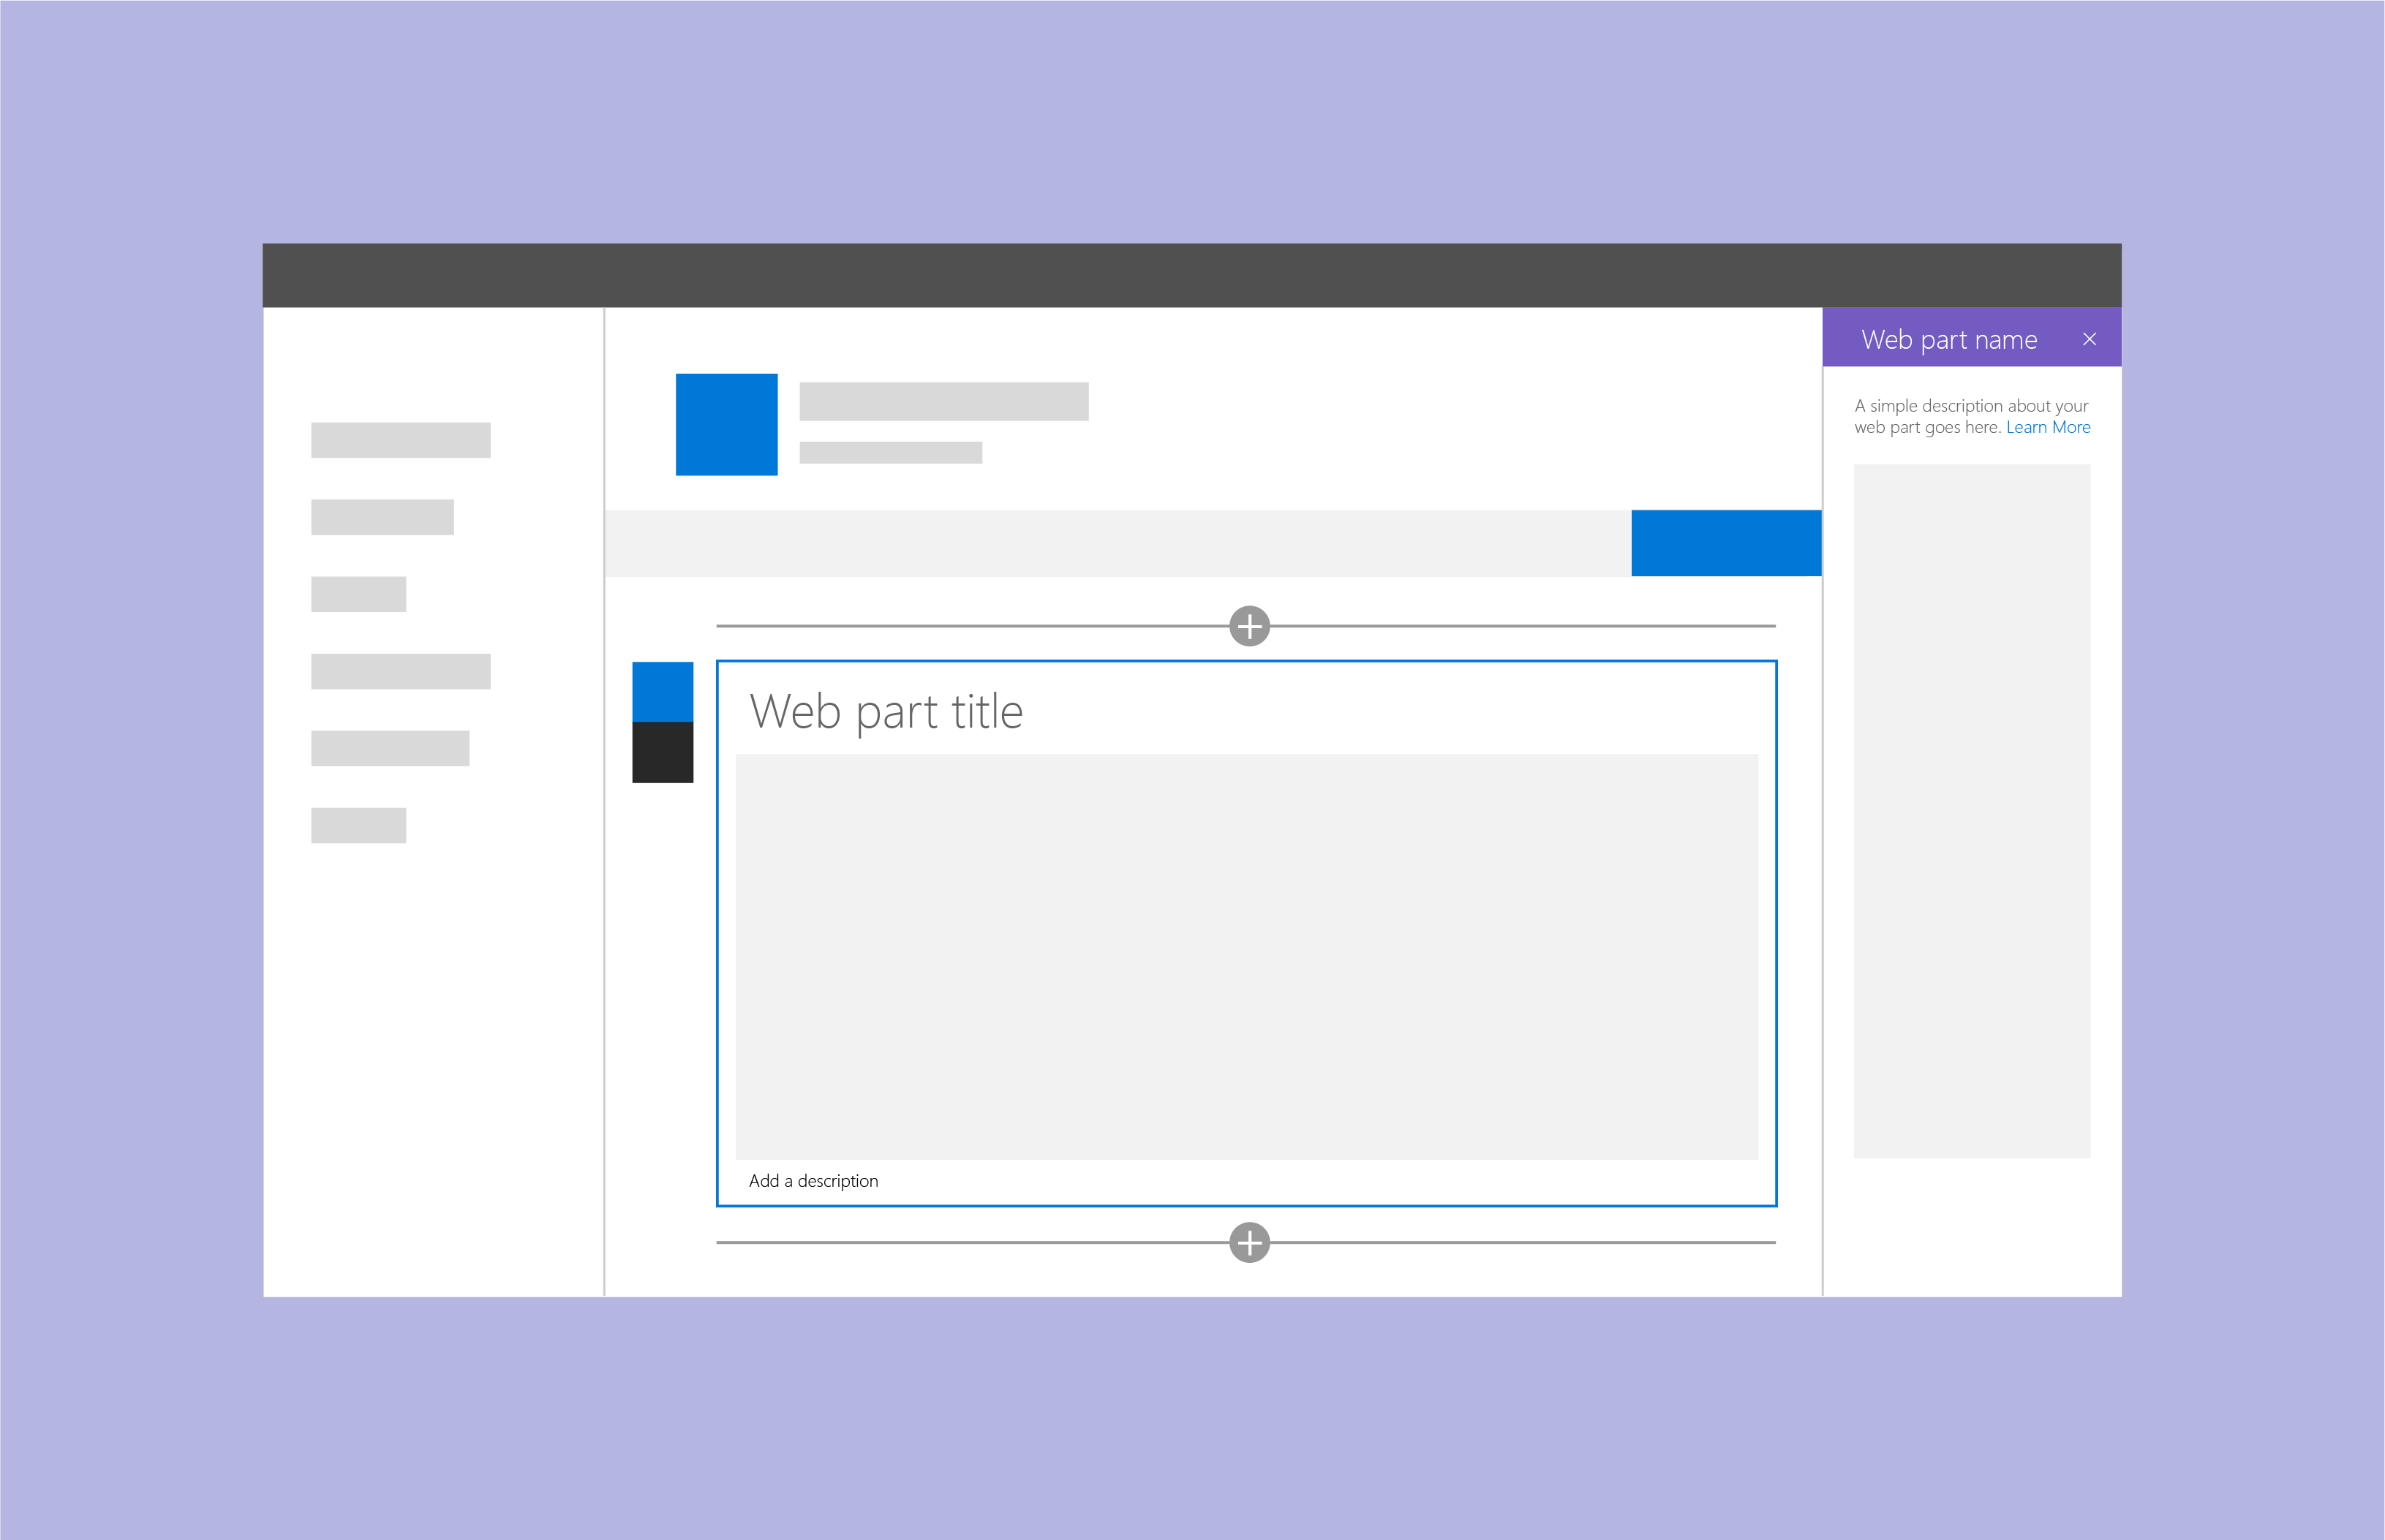 Web part name
A simple description about your
web part goes here. Learn More
Web part title
Add a description